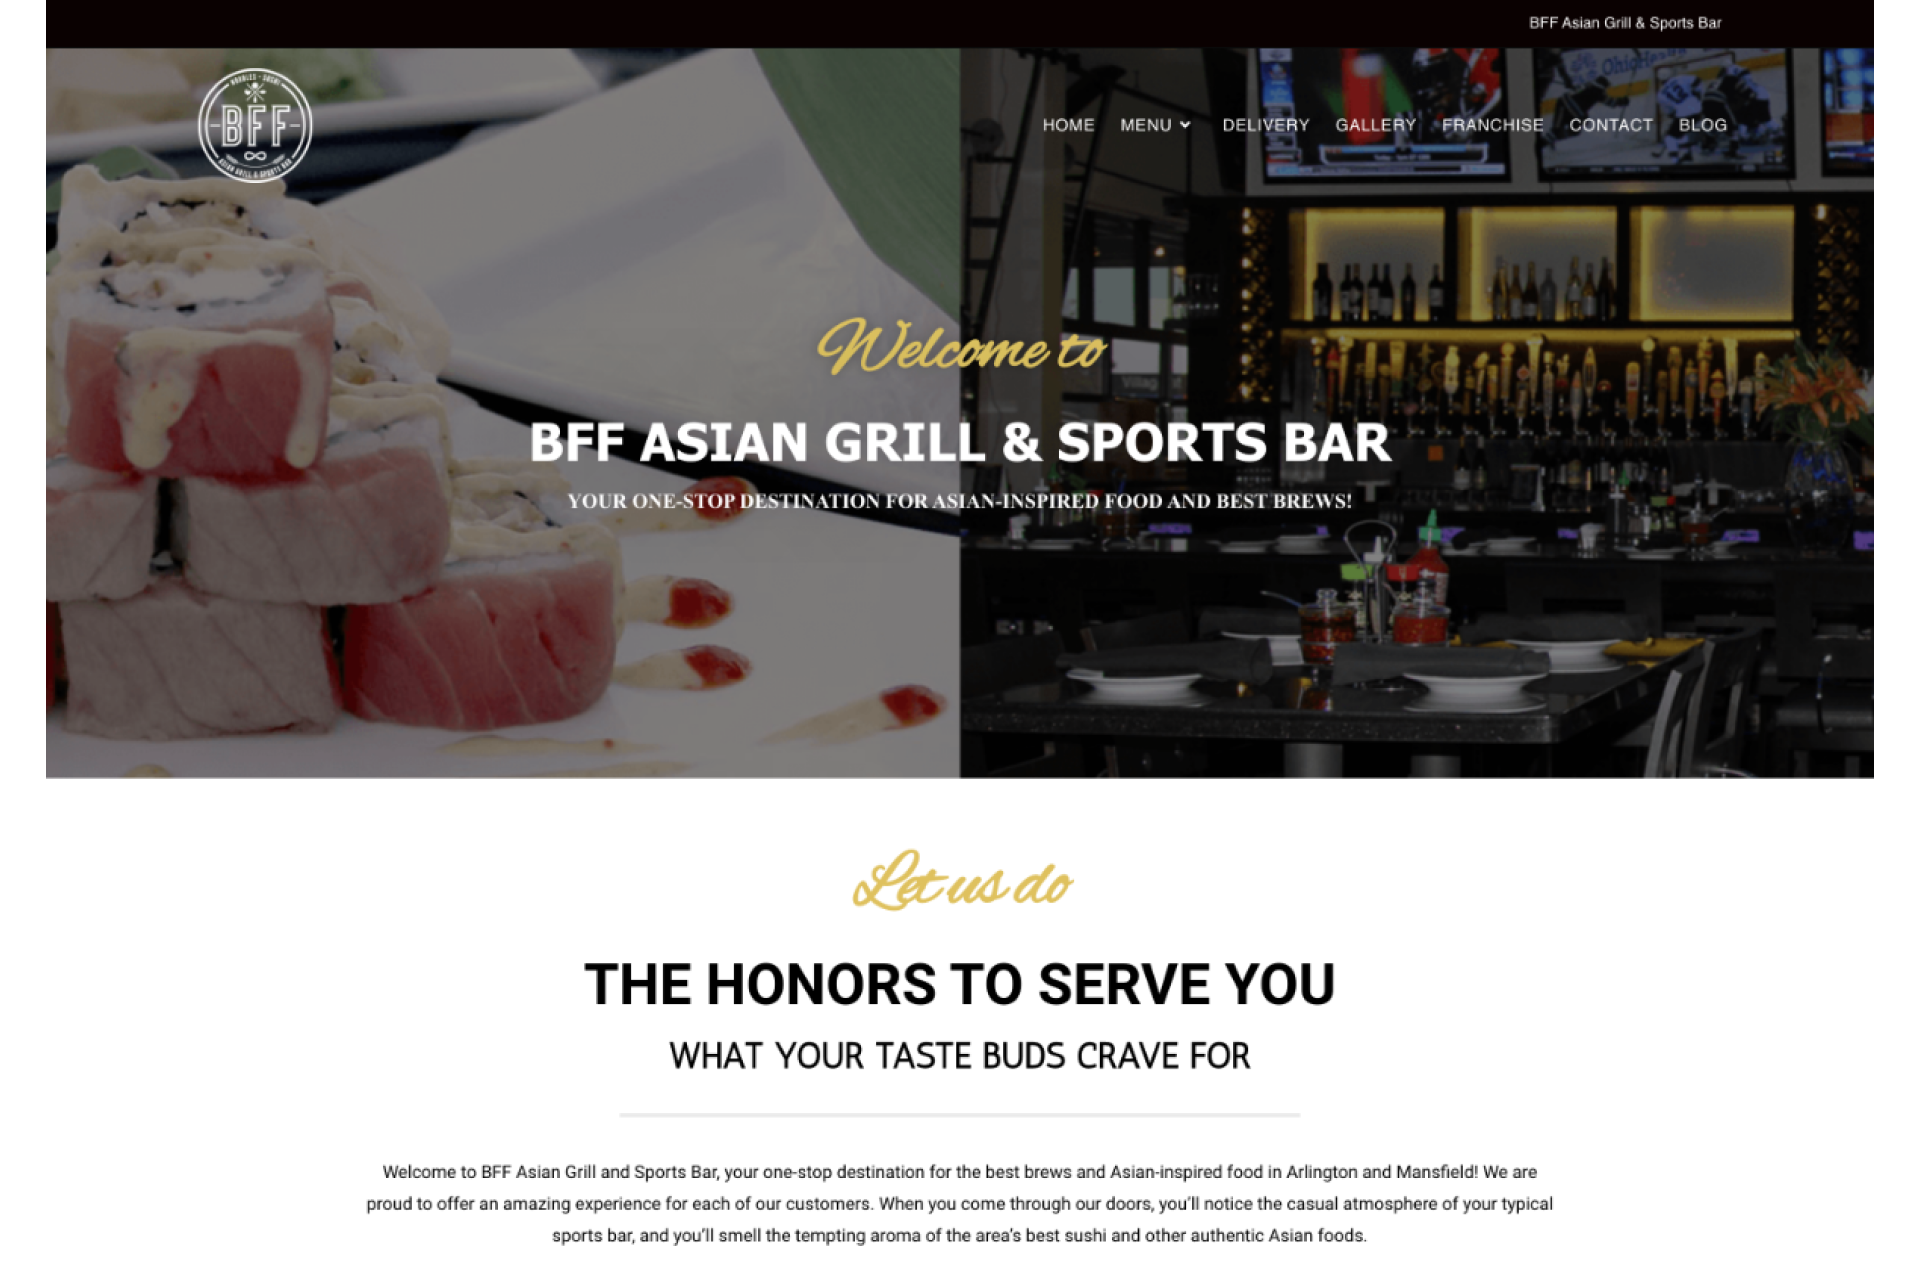 BFF Asian Grill & Sports Bar
NOODLES · SUSHI
BFF
ASIAN GRILL & SPORTS BAR
HOME MENU DELIVERY GALLERY FRANCHISE CONTACT BLOG
Welcome to
BFF ASIAN GRILL & SPORTS BAR
YOUR ONE-STOP DESTINATION FOR ASIAN-INSPIRED FOOD AND BEST BREWS!
Let us do
THE HONORS TO SERVE YOU
WHAT YOUR TASTE BUDS CRAVE FOR
Welcome to BFF Asian Grill and Sports Bar, your one-stop destination for the best brews and Asian-inspired food in Arlington and Mansfield! We are
proud to offer an amazing experience for each of our customers. When you come through our doors, you’ll notice the casual atmosphere of your typical
sports bar, and you’ll smell the tempting aroma of the area’s best sushi and other authentic Asian foods.